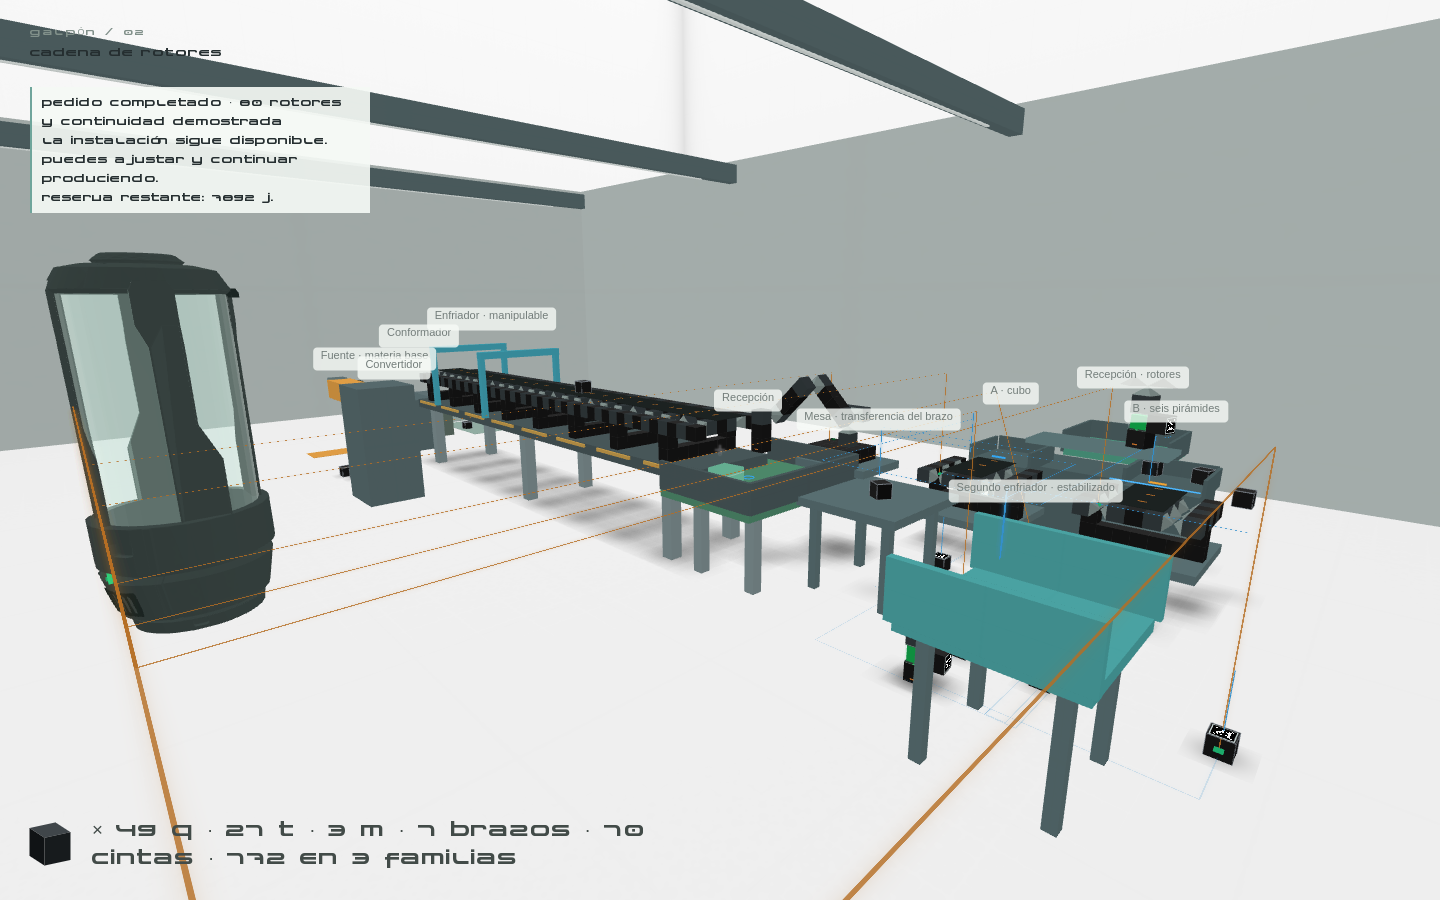 galpón / 02
cadena de rotores
pedido completado · 60 rotores
y continuidad demostrada
La instalación sigue disponible.
puedes ajustar y continuar
produciendo.
reserva restante: 7092 j.
Enfriador · manipulable
Conformador
Fuente · materia base
Convertidor
Recepción
Mesa · transferencia del brazo
A · cubo
Recepción · rotores
B · seis pirámides
Segundo enfriador · estabilizado
× 49 q · 27 t · 3 m · 7 brazos · 70
cintas · 772 En 3 familias